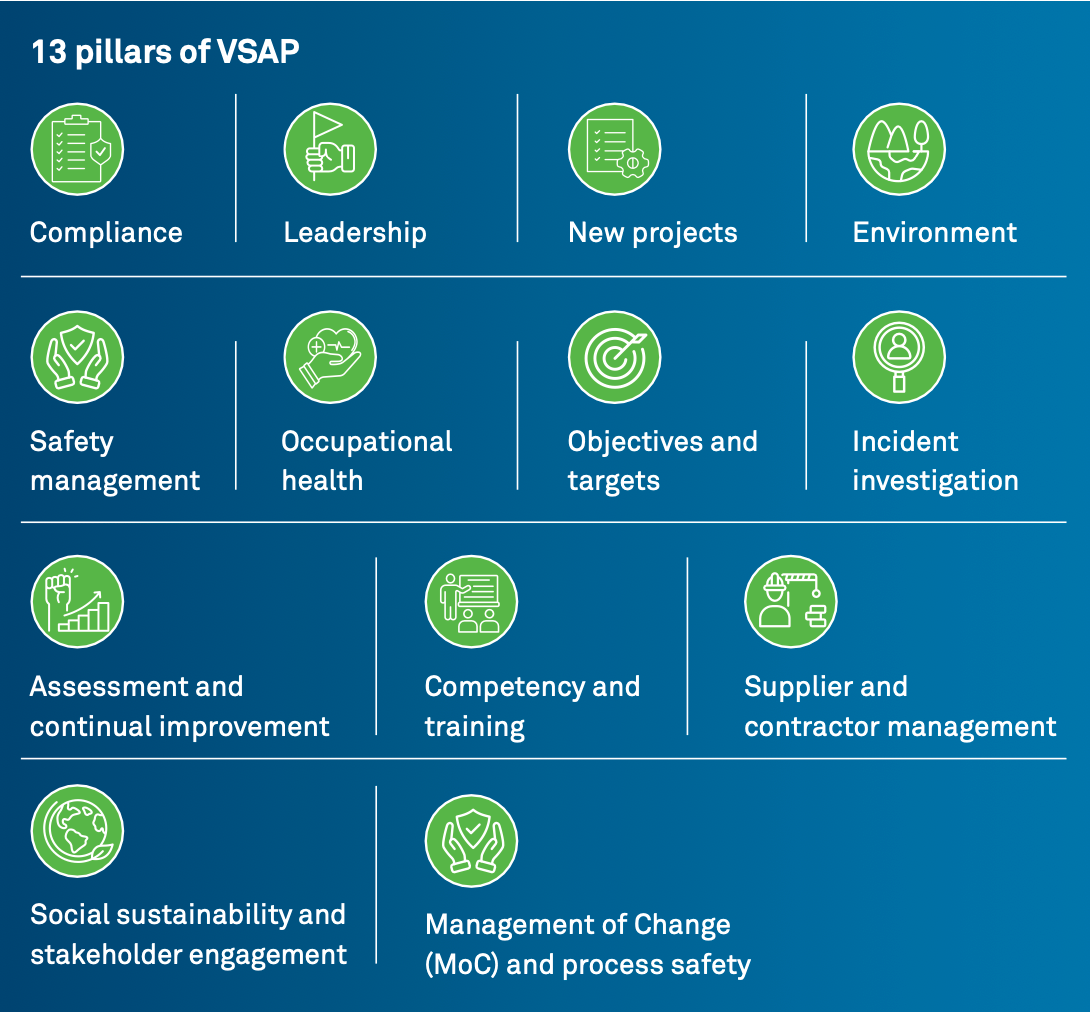 13 pillars of VSAP
Compliance
Leadership
New projects
Environment
Safety
management
Occupational
health
Objectives and
targets
Incident
investigation
Assessment and
continual improvement
Competency and
training
Supplier and
contractor management
Social sustainability and
stakeholder engagement
Management of Change
(MoC) and process safety